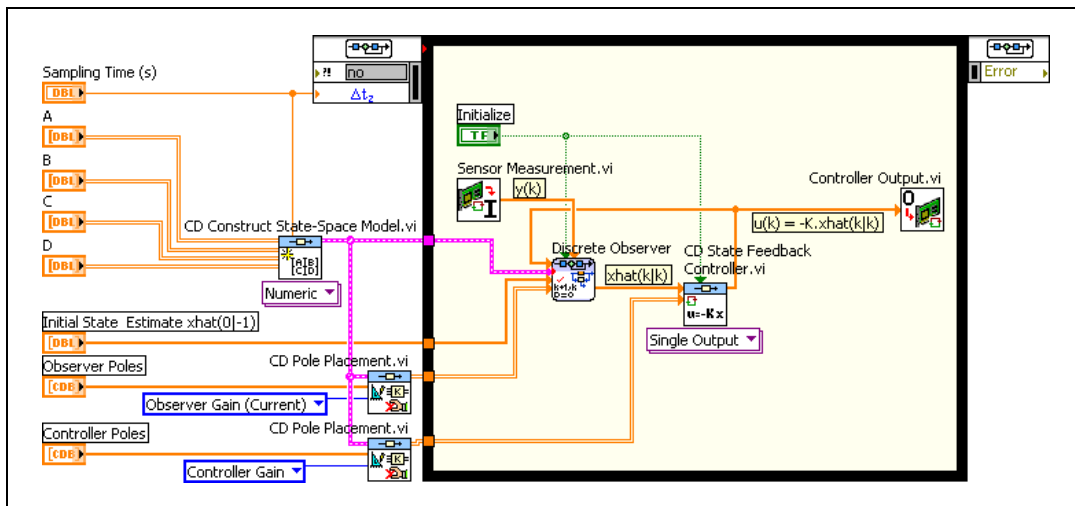 Sampling Time (s)
DBL
A
[DBL]
B
[DBL]
C
[DBL]
D
[DBL]
CD Construct State-Space Model.vi
[A|B]
[C|D]
Numeric
Initial State Estimate xhat(0|-1)
[DBL]
Observer Poles
[CDB]
CD Pole Placement.vi
=K=
Observer Gain (Current)
Controller Poles
[CDB]
CD Pole Placement.vi
=K=
Controller Gain
?!
no
Δtz
Error
Initialize
TF
Sensor Measurement.vi
y(k)
Discrete Observer
k+1,k
D=0
xhat(k|k)
CD State Feedback
Controller.vi
u=-Kx
Single Output
u(k) = -K.xhat(k|k)
Controller Output.vi